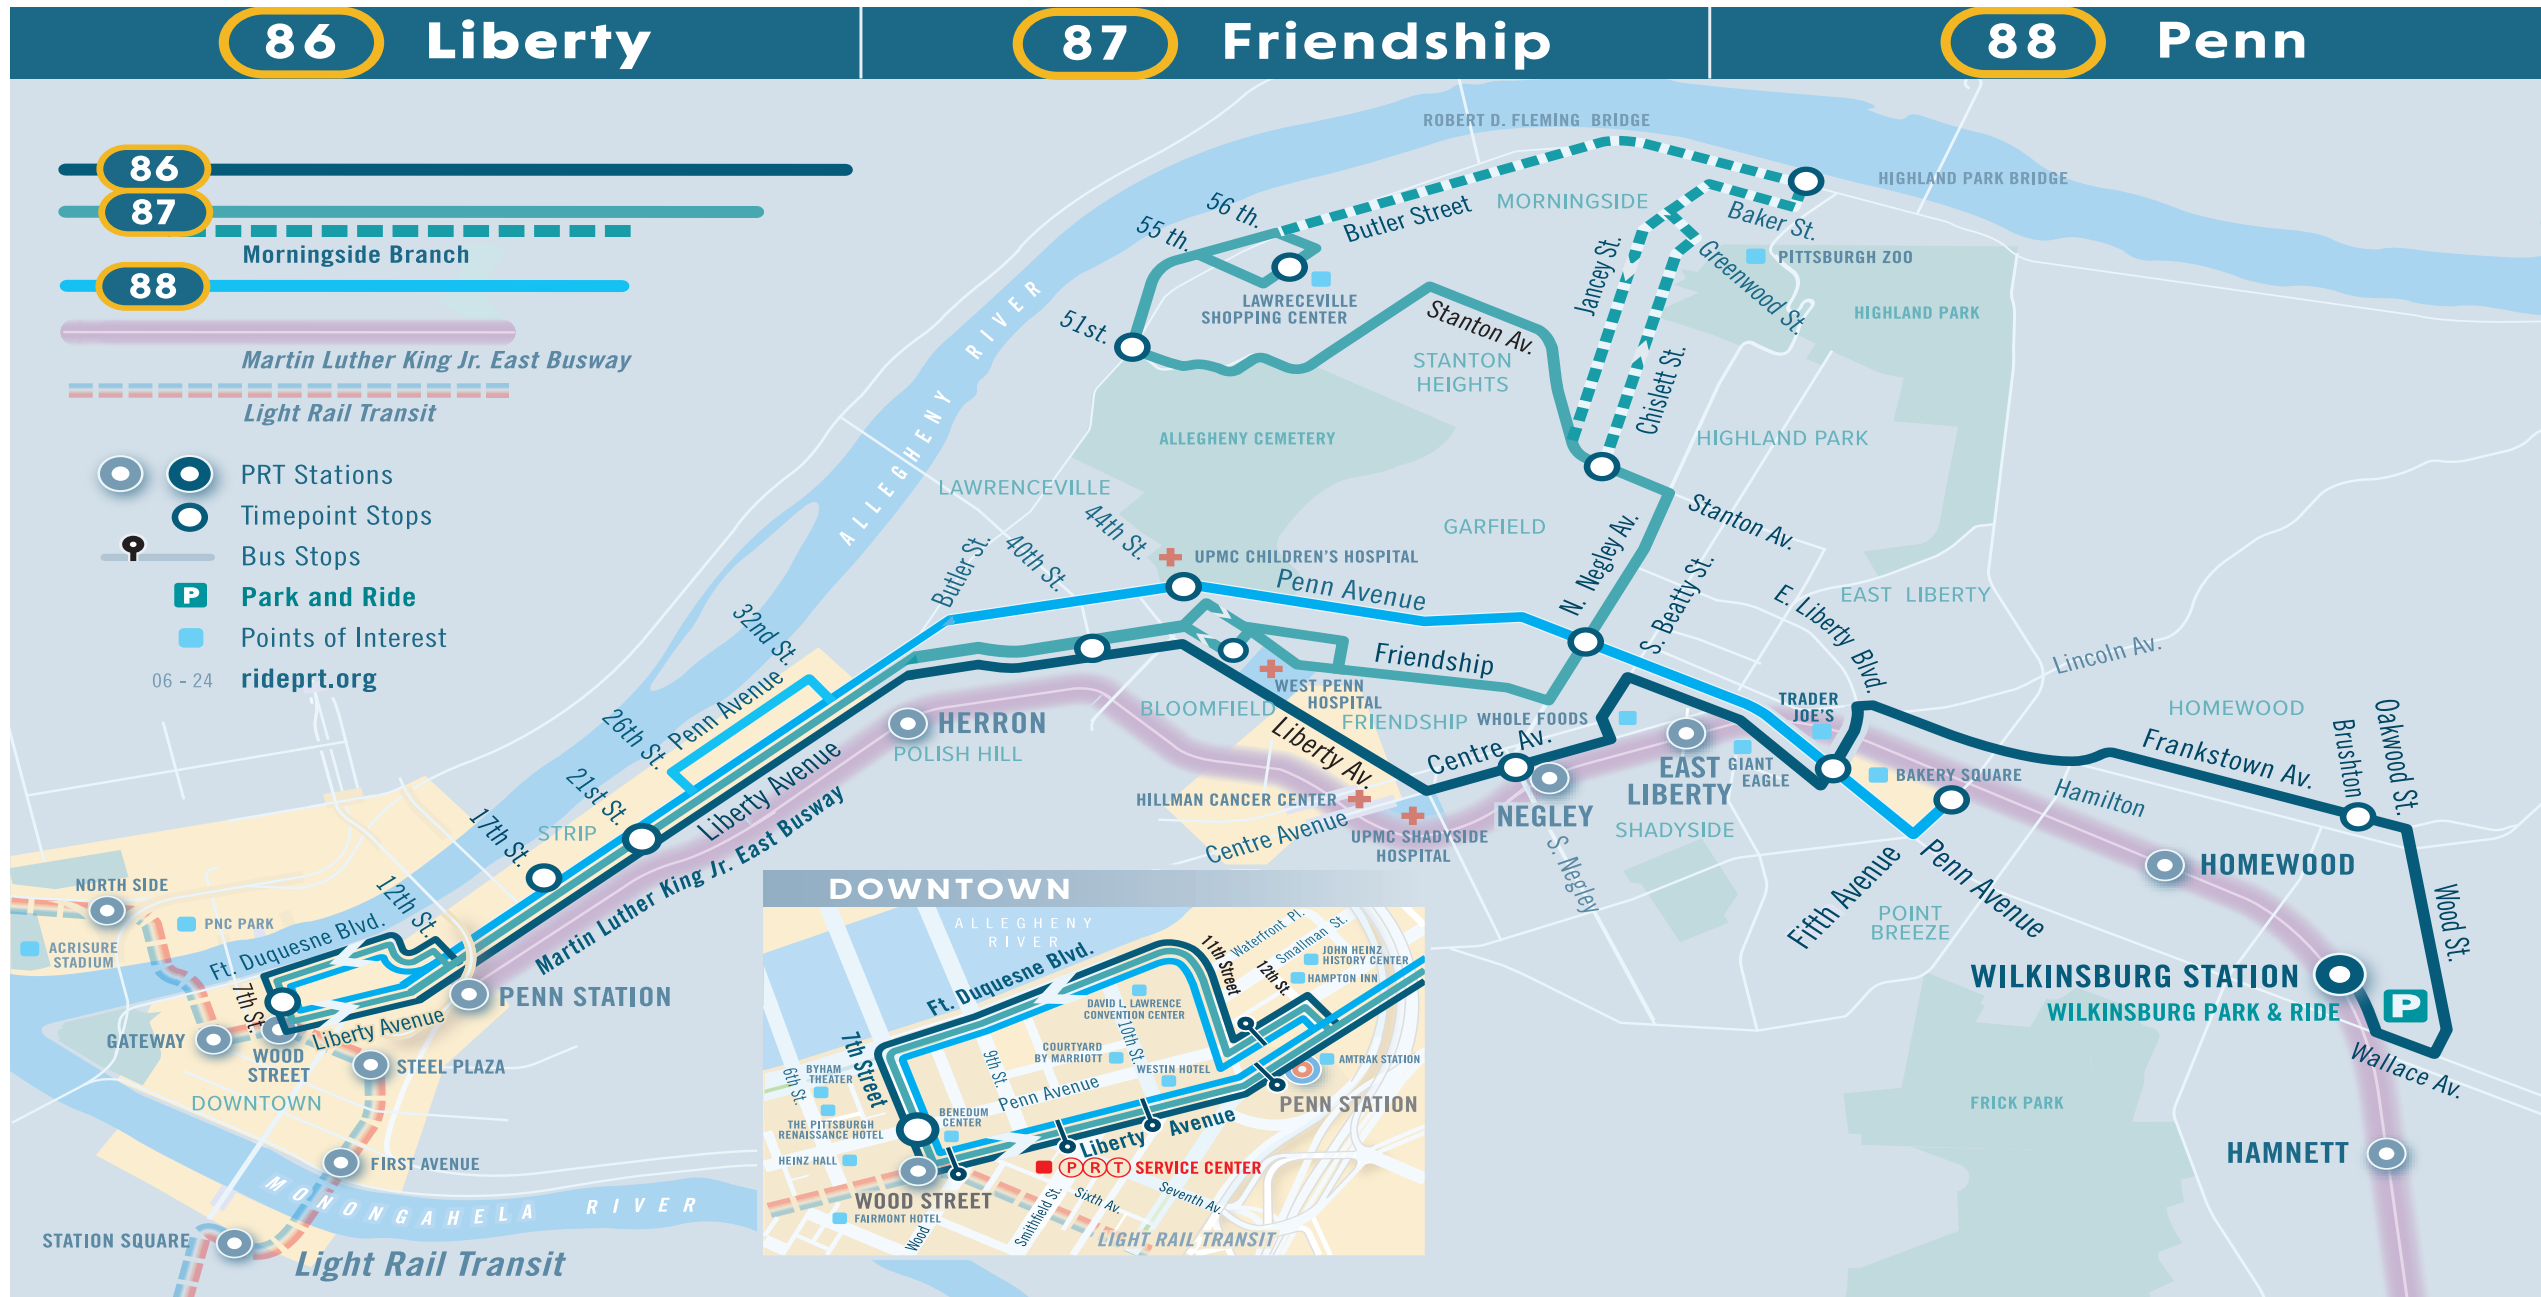 86 Liberty
87 Friendship
88 Penn
86
87
Morningside Branch
88
Martin Luther King Jr. East Busway
Light Rail Transit
PRT Stations
Timepoint Stops
Bus Stops
P Park and Ride
Points of Interest
06 - 24 rideprt.org
ROBERT D. FLEMING BRIDGE
HIGHLAND PARK BRIDGE
MORNINGSIDE
56 th.
55 th.
Butler Street
Baker St.
PITTSBURGH ZOO
Jancey St.
Greenwood St.
LAWRECEVILLE
SHOPPING CENTER
HIGHLAND PARK
51st.
Stanton Av.
STANTON
HEIGHTS
Chislett St.
ALLEGHENY RIVER
ALLEGHENY CEMETERY
HIGHLAND PARK
LAWRENCEVILLE
44th St.
GARFIELD
Stanton Av.
N. Negley Av.
Butler St.
40th St.
UPMC CHILDREN'S HOSPITAL
Penn Avenue
S. Beatty St.
E. Liberty Blvd.
EAST LIBERTY
Lincoln Av.
32nd St.
Friendship
WEST PENN
HOSPITAL
BLOOMFIELD
FRIENDSHIP
WHOLE FOODS
TRADER
JOE'S
HOMEWOOD
Oakwood St.
Brushton
26th St.
Penn Avenue
HERRON
POLISH HILL
Liberty Av.
Centre Av.
EAST
LIBERTY
GIANT
EAGLE
BAKERY SQUARE
Frankstown Av.
Hamilton
21st St.
Liberty Avenue
HILLMAN CANCER CENTER
NEGLEY
Centre Avenue
UPMC SHADYSIDE
HOSPITAL
SHADYSIDE
S. Negley
17th St.
STRIP
Martin Luther King Jr. East Busway
HOMEWOOD
Fifth Avenue
Penn Avenue
POINT
BREEZE
Wood St.
NORTH SIDE
PNC PARK
ACRISURE
STADIUM
12th St.
Ft. Duquesne Blvd.
7th St.
PENN STATION
Liberty Avenue
GATEWAY
WOOD
STREET
STEEL PLAZA
DOWNTOWN
FIRST AVENUE
MONONGAHELA RIVER
STATION SQUARE
Light Rail Transit
WILKINSBURG STATION
WILKINSBURG PARK & RIDE
P
Wallace Av.
FRICK PARK
HAMNETT
DOWNTOWN
ALLEGHENY
RIVER
Ft. Duquesne Blvd.
11th Street
Waterfront Pl.
Smallman St.
JOHN HEINZ
HISTORY CENTER
HAMPTON INN
12th St.
DAVID L. LAWRENCE
CONVENTION CENTER
7th Street
10th St.
COURTYARD
BY MARRIOTT
9th St.
WESTIN HOTEL
AMTRAK STATION
BYHAM
THEATER
6th St.
Penn Avenue
PENN STATION
BENEDUM
CENTER
THE PITTSBURGH
RENAISSANCE HOTEL
Liberty Avenue
HEINZ HALL
PRT SERVICE CENTER
WOOD STREET
Sixth Av.
Seventh Av.
Smithfield St.
FAIRMONT HOTEL
Wood
LIGHT RAIL TRANSIT